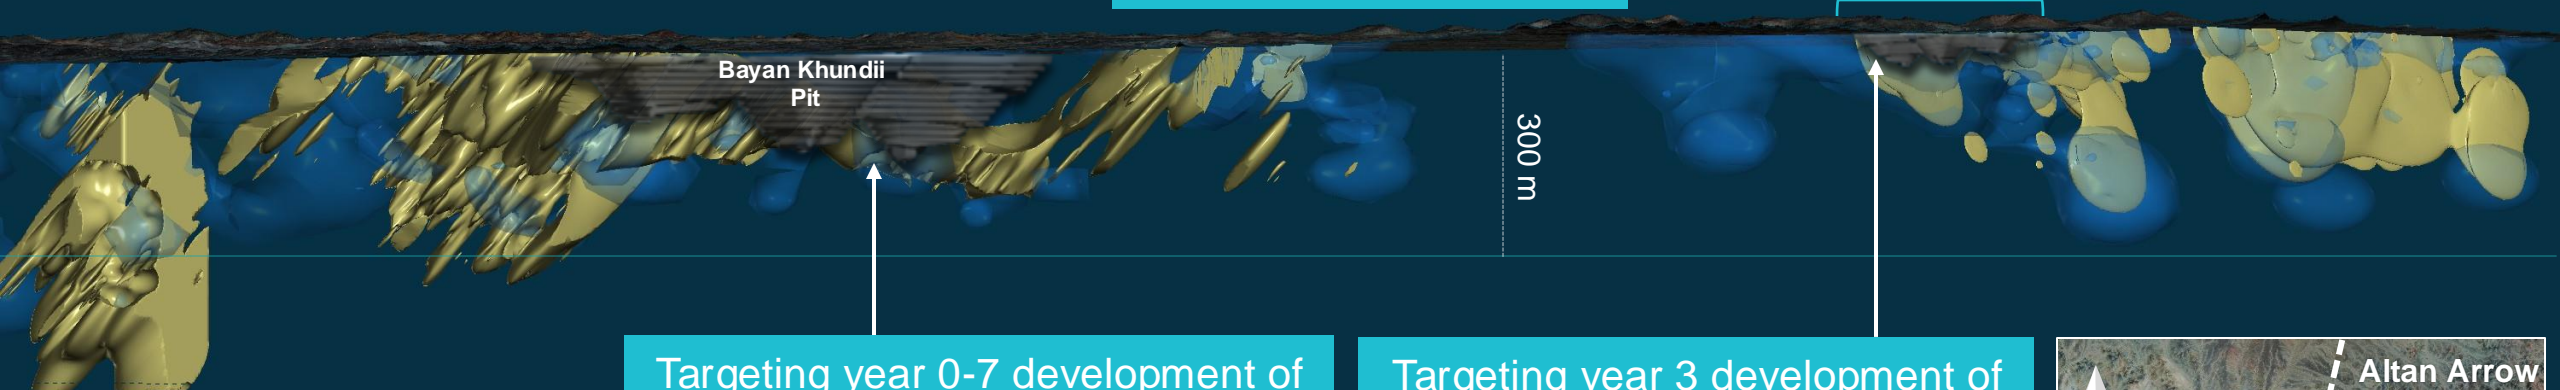 Bayan Khundii
Pit
300 m
Targeting year 0-7 development of
Targeting year 3 development of
Altan Arrow